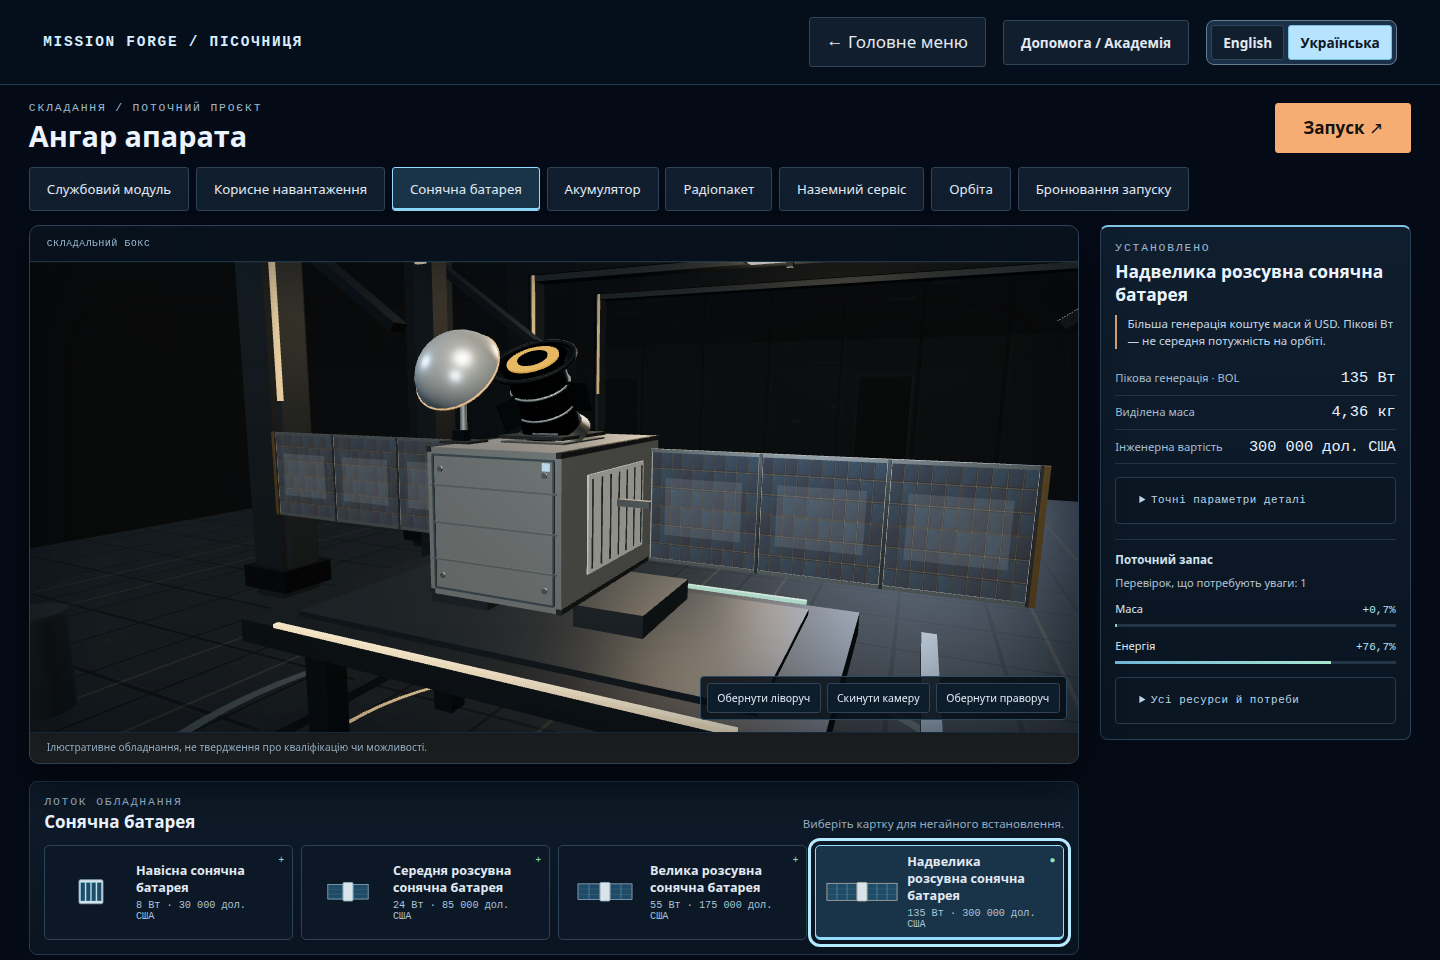 MISSION FORGE / ПІСОЧНИЦЯ
← Головне меню
Допомога / Академія
English
Українська
СКЛАДАННЯ / ПОТОЧНИЙ ПРОЄКТ
Ангар апарата
Запуск ↗
Службовий модуль
Корисне навантаження
Сонячна батарея
Акумулятор
Радіопакет
Наземний сервіс
Орбіта
Бронювання запуску
СКЛАДАЛЬНИЙ БОКС
Обернути ліворуч
Скинути камеру
Обернути праворуч
Ілюстративне обладнання, не твердження про кваліфікацію чи можливості.
УСТАНОВЛЕНО
Надвелика розсувна сонячна
батарея
Більша генерація коштує маси й USD. Пікові Вт
— не середня потужність на орбіті.
Пікова генерація · BOL
135 Вт
Виділена маса
4,36 кг
Інженерна вартість
300 000 дол. США
▶ Точні параметри деталі
Поточний запас
Перевірок, що потребують уваги: 1
Маса
+0,7%
Енергія
+76,7%
▶ Усі ресурси й потреби
ЛОТОК ОБЛАДНАННЯ
Сонячна батарея
Виберіть картку для негайного встановлення.
Навісна сонячна
батарея
8 Вт · 30 000 дол.
США
+
Середня розсувна
сонячна батарея
24 Вт · 85 000 дол.
США
+
Велика розсувна
сонячна батарея
55 Вт · 175 000 дол.
США
+
Надвелика
розсувна сонячна
батарея
135 Вт · 300 000 дол.
США